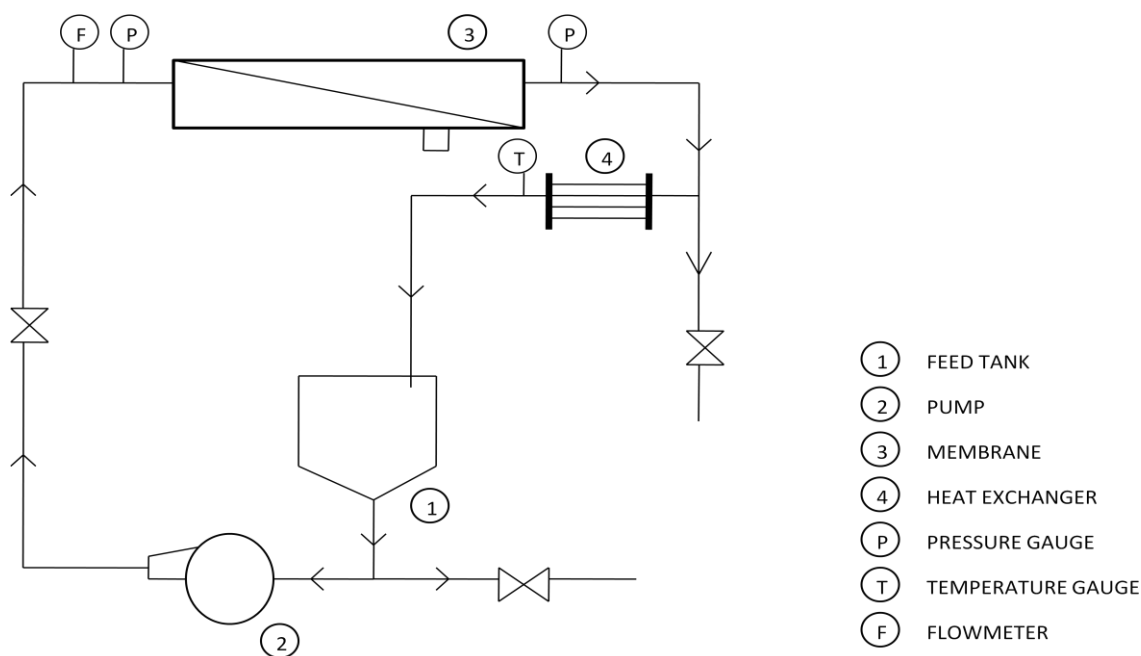 F P 3 P
T 4
1
2
1 FEED TANK
2 PUMP
3 MEMBRANE
4 HEAT EXCHANGER
P PRESSURE GAUGE
T TEMPERATURE GAUGE
F FLOWMETER